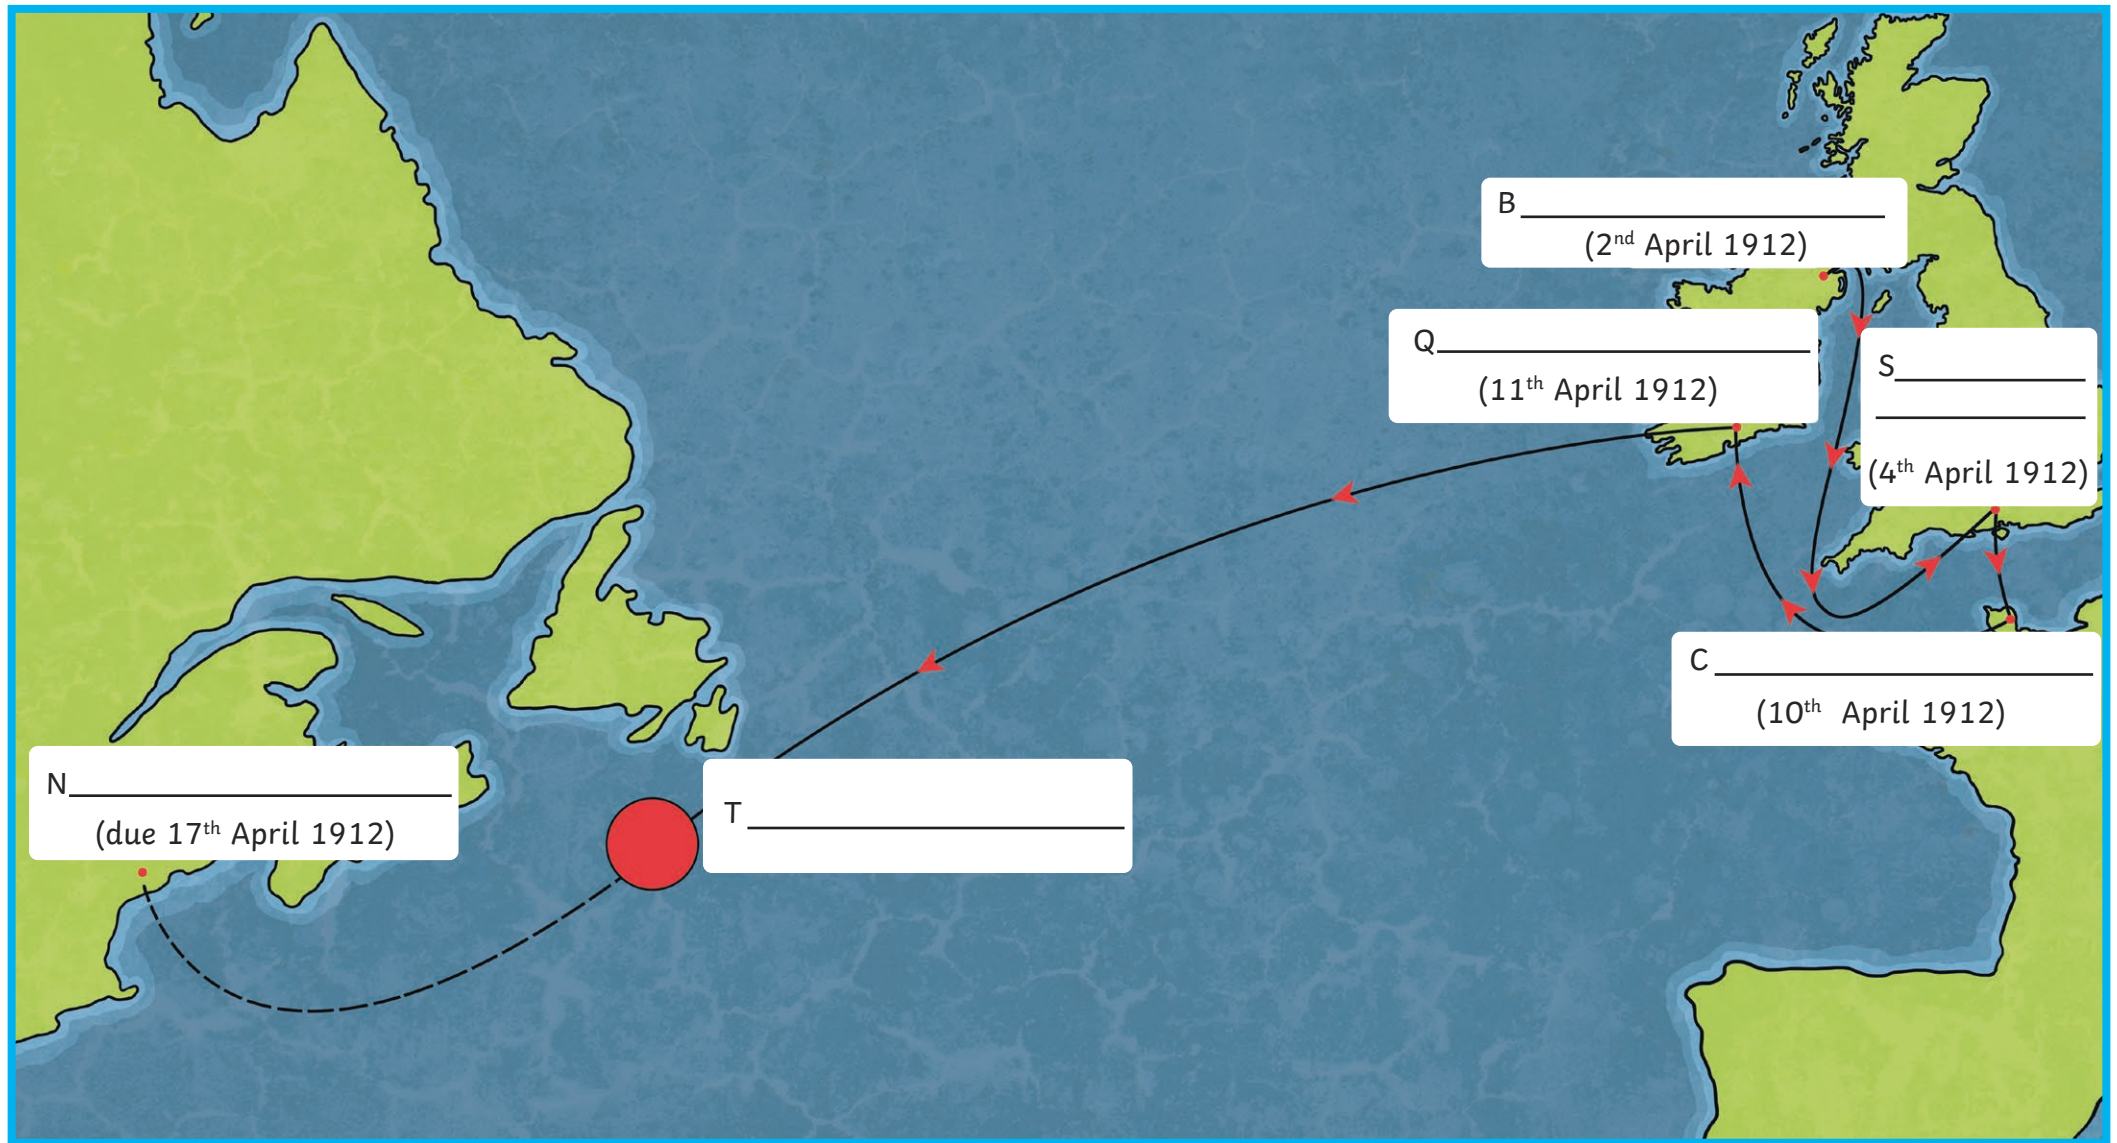 B
(2nd April 1912)
Q
(11th April 1912)
S
(4th April 1912)
C
(10th April 1912)
N
(due 17th April 1912)
T